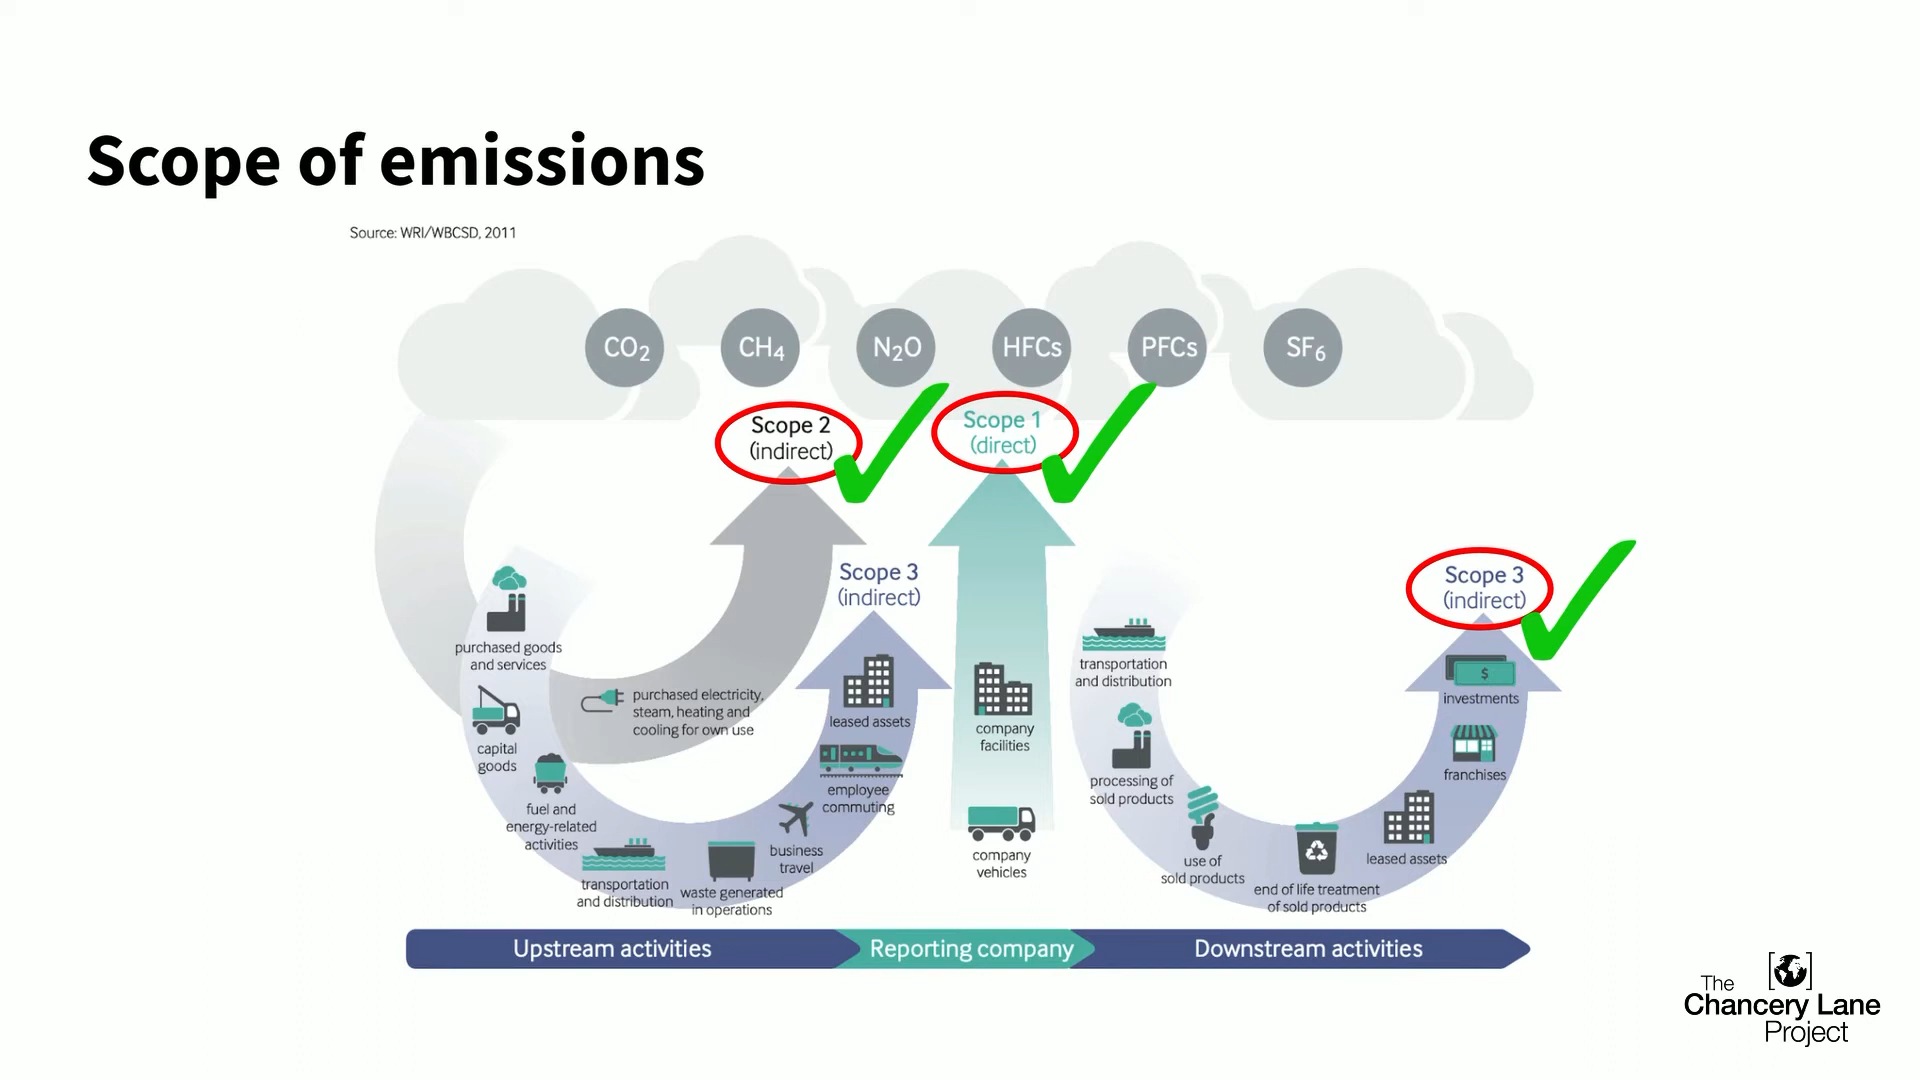 Scope of emissions
Source: WRI/WBCSD, 2011
CO2
CH4
N2O
HFCs
PFCs
SF6
Scope 2
(indirect)
Scope 1
(direct)
Scope 3
(indirect)
Scope 3
(indirect)
purchased goods
and services
capital
goods
fuel and
energy-related
activities
transportation
and distribution
waste generated
in operations
business
travel
employee
commuting
leased assets
purchased electricity,
steam, heating and
cooling for own use
company
facilities
company
vehicles
transportation
and distribution
processing of
sold products
use of
sold products
end of life treatment
of sold products
leased assets
franchises
$
investments
Upstream activities
Reporting company
Downstream activities
The
Chancery Lane
Project